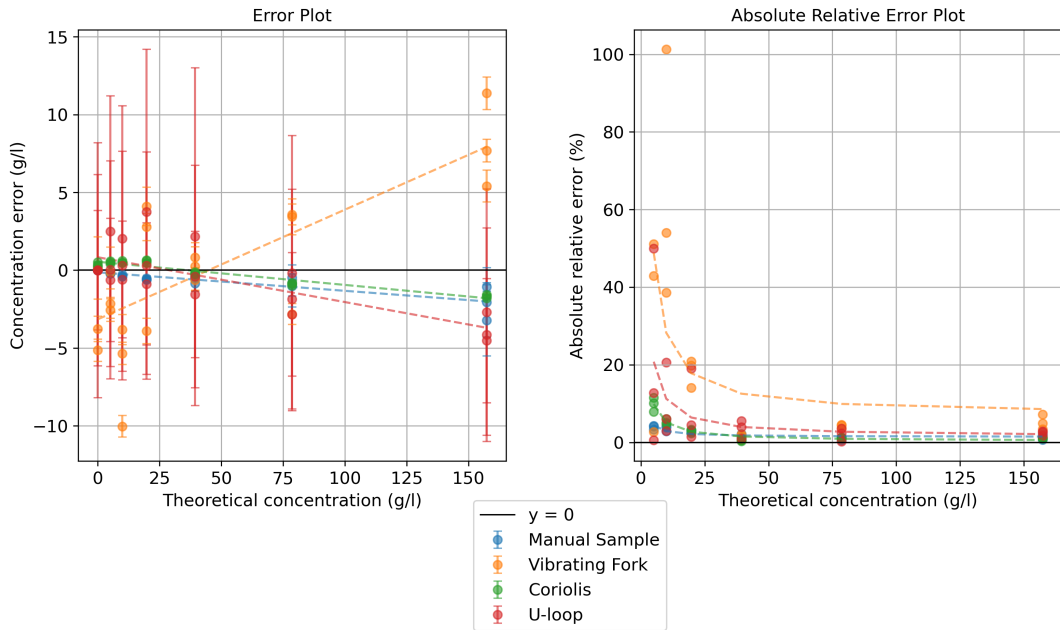 Error Plot
Concentration error (g/l)
15
10
5
0
−5
−10
0
25
50
75
100
125
150
Theoretical concentration (g/l)
Absolute Relative Error Plot
Absolute relative error (%)
100
80
60
40
20
0
0
25
50
75
100
125
150
Theoretical concentration (g/l)
y = 0
Manual Sample
Vibrating Fork
Coriolis
U-loop